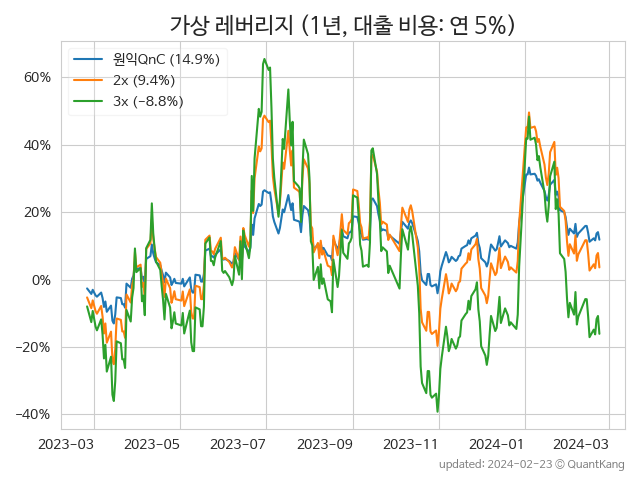 가상 레버리지 (1년, 대출 비용: 연 5%)
원익QnC (14.9%)
2x (9.4%)
3x (-8.8%)
60%
40%
20%
0%
−20%
−40%
2023-03 2023-05 2023-07 2023-09 2023-11 2024-01 2024-03
updated: 2024-02-23 ⓒ QuantKang